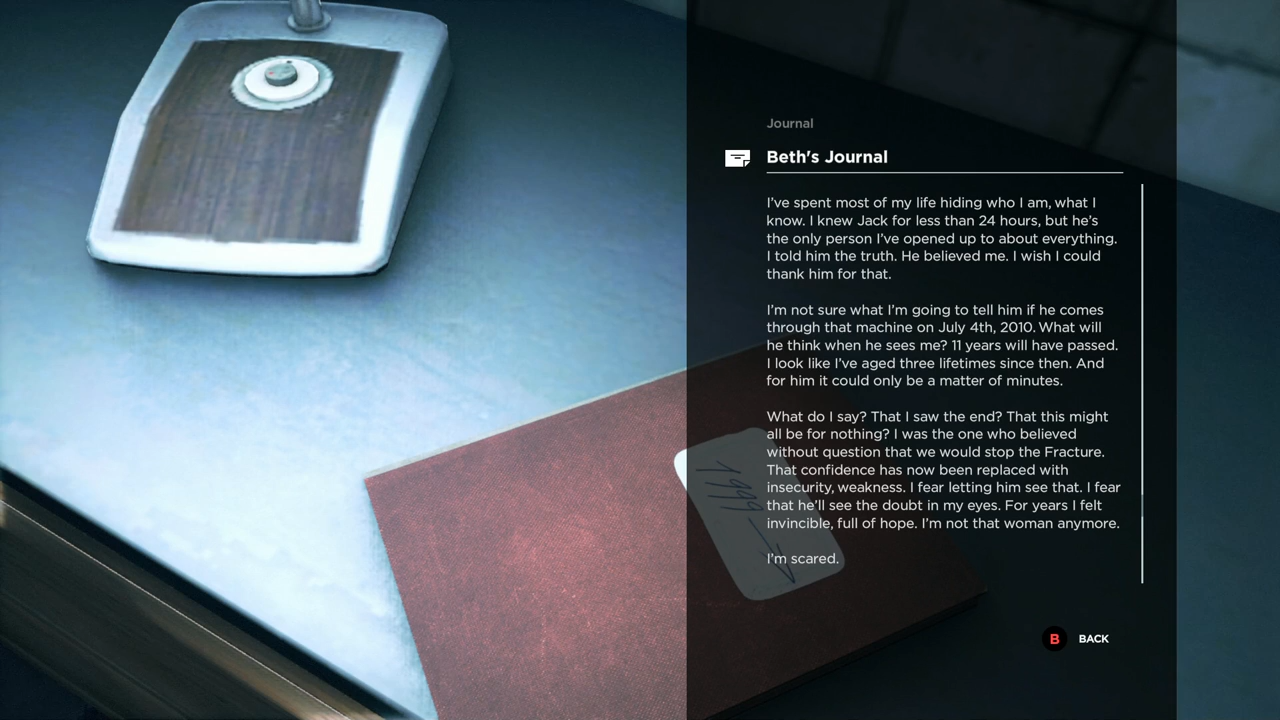 Journal
Beth's Journal
I've spent most of my life hiding who I am, what I
know. I knew Jack for less than 24 hours, but he's
the only person I've opened up to about everything.
I told him the truth. He believed me. I wish I could
thank him for that.
I'm not sure what I'm going to tell him if he comes
through that machine on July 4th, 2010. What will
he think when he sees me? 11 years will have passed.
I look like I've aged three lifetimes since then. And
for him it could only be a matter of minutes.
What do I say? That I saw the end? That this might
all be for nothing? I was the one who believed
without question that we would stop the Fracture.
That confidence has now been replaced with
insecurity, weakness. I fear letting him see that. I fear
that he'll see the doubt in my eyes. For years I felt
invincible, full of hope. I'm not that woman anymore.
I'm scared.
1999
B BACK